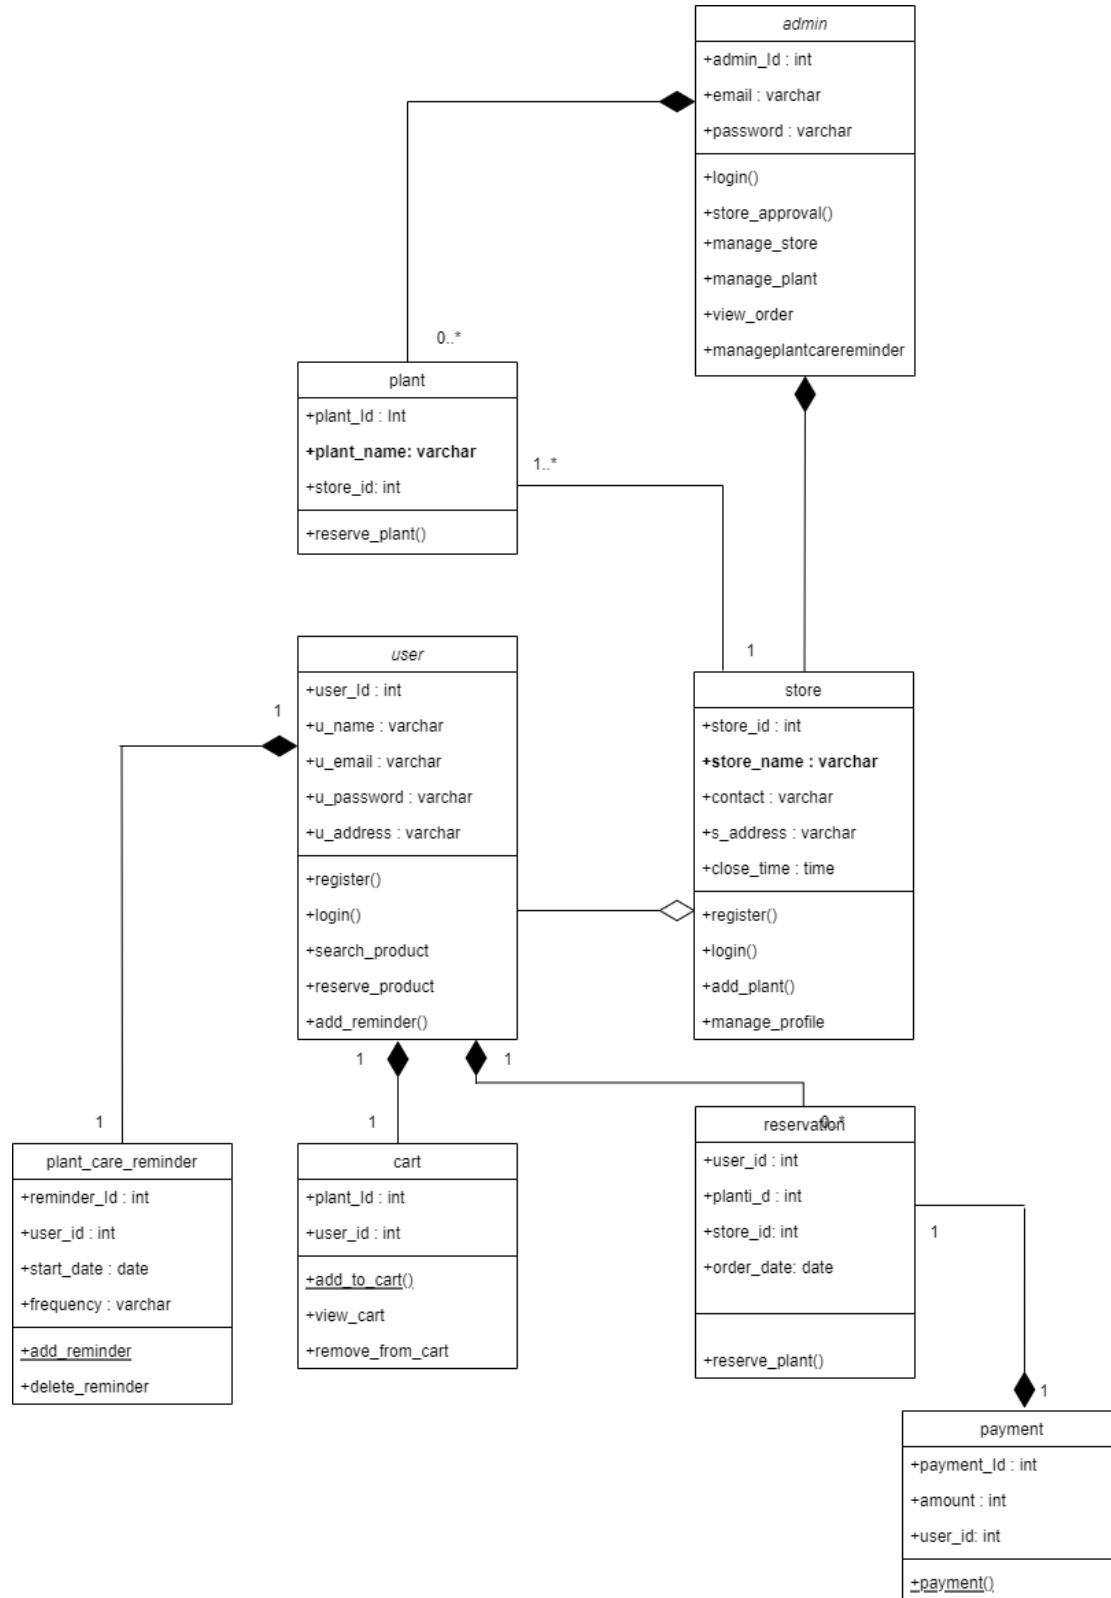 admin
+admin_Id : int
+email : varchar
+password : varchar
+login()
+store_approval()
+manage_store
+manage_plant
+view_order
+manageplantcarereminder
0..*
plant
+plant_Id : Int
+plant_name: varchar
+store_id: int
+reserve_plant()
1..*
1
user
+user_Id : int
+u_name : varchar
+u_email : varchar
+u_password : varchar
+u_address : varchar
+register()
+login()
+search_product
+reserve_product
+add_reminder()
store
+store_id : int
+store_name : varchar
+contact : varchar
+s_address : varchar
+close_time : time
+register()
+login()
+add_plant()
+manage_profile
1
1
1
1
1
0..*
plant_care_reminder
+reminder_Id : int
+user_id : int
+start_date : date
+frequency : varchar
+add_reminder
+delete_reminder
cart
+plant_Id : int
+user_id : int
+add_to_cart()
+view_cart
+remove_from_cart
reservation
+user_id : int
+planti_d : int
+store_id: int
+order_date: date
+reserve_plant()
1
1
payment
+payment_Id : int
+amount : int
+user_id: int
+payment()